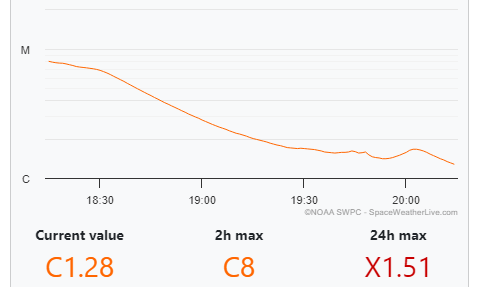 M
C
18:30 19:00 19:30 20:00
©NOAA SWPC - SpaceWeatherLive.com
Current value 2h max 24h max
C1.28 C8 X1.51